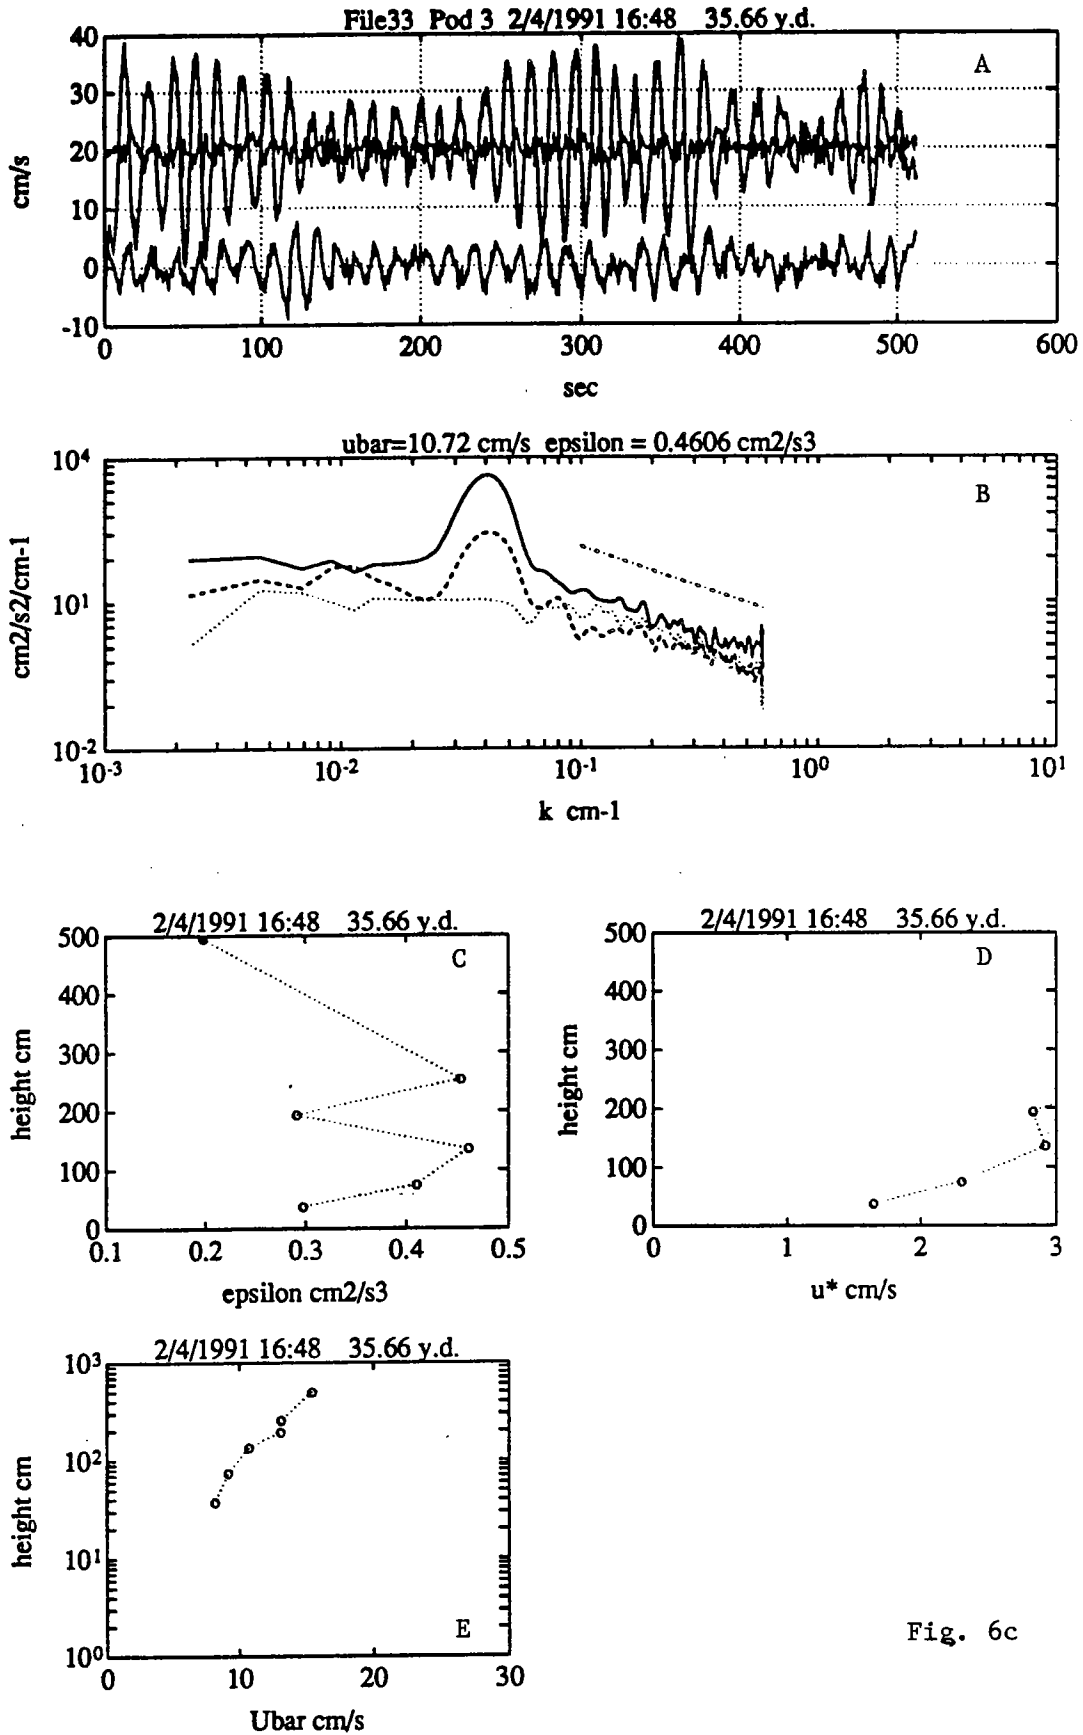 File33 Pod 3 2/4/1991 16:48 35.66 y.d.
40
30
20
10
0
-10
cm/s
A
0 100 200 300 400 500 600
sec
ubar=10.72 cm/s epsilon = 0.4606 cm2/s3
10^4
10^1
10^-2
cm2/s2/cm-1
B
10^-3 10^-2 10^-1 10^0 10^1
k cm-1
2/4/1991 16:48 35.66 y.d.
500
400
300
200
100
0
height cm
C
0.1 0.2 0.3 0.4 0.5
epsilon cm2/s3
2/4/1991 16:48 35.66 y.d.
500
400
300
200
100
0
height cm
D
0 1 2 3
u* cm/s
2/4/1991 16:48 35.66 y.d.
10^3
10^2
10^1
10^0
height cm
E
0 10 20 30
Ubar cm/s
Fig. 6c